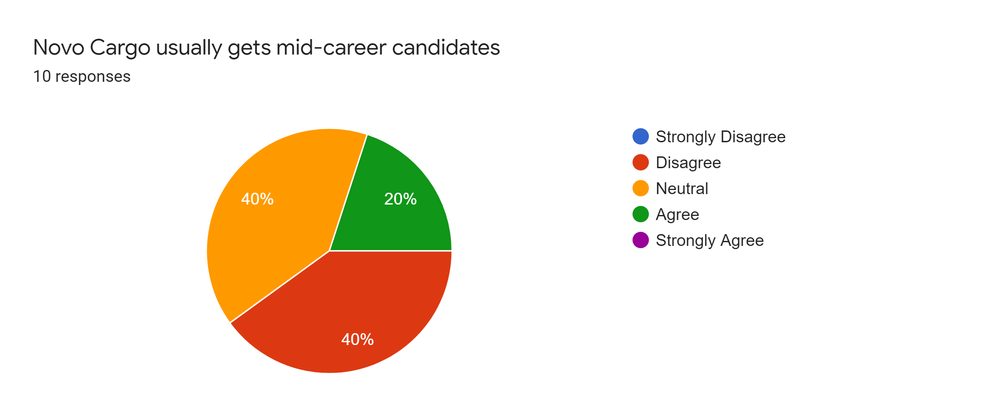 Novo Cargo usually gets mid-career candidates
10 responses
40%
20%
40%
Strongly Disagree
Disagree
Neutral
Agree
Strongly Agree